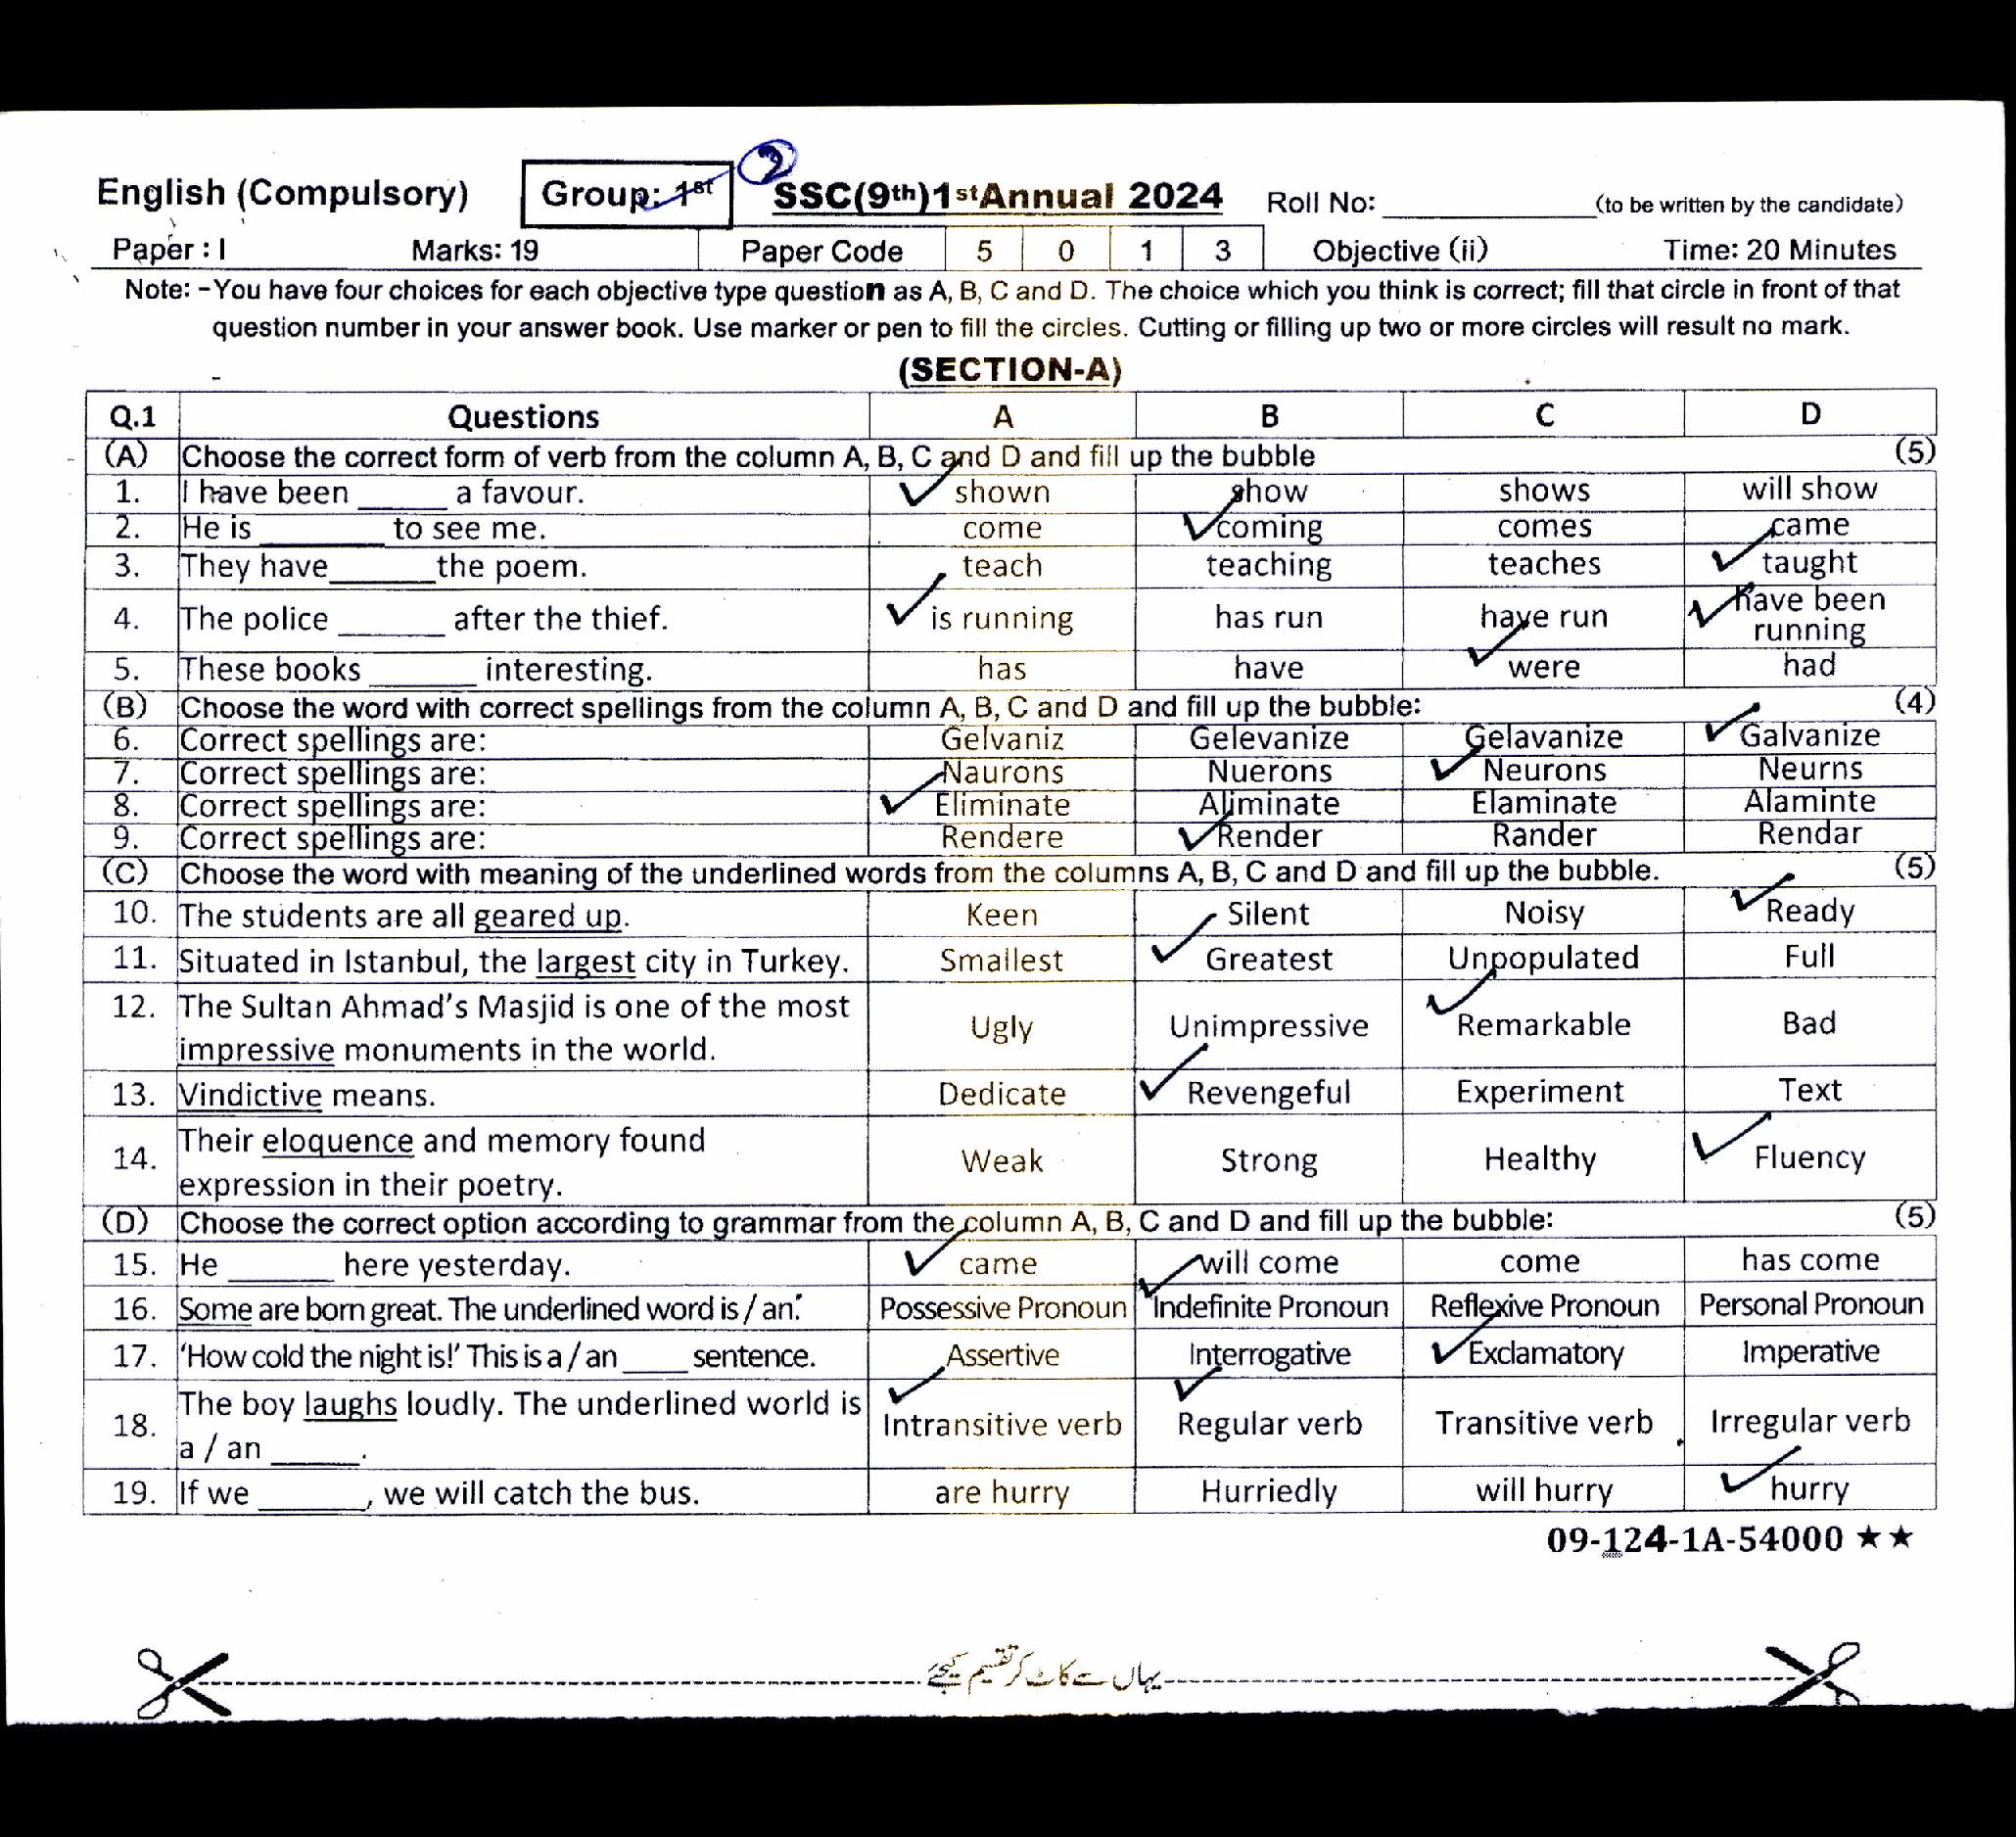 English (Compulsory) Group: 1st 2 SSC(9th)1stAnnual 2024 Roll No: ____________ (to be written by the candidate)
Paper : I Marks: 19 Paper Code 5 0 1 3 Objective (ii) Time: 20 Minutes
Note: -You have four choices for each objective type question as A, B, C and D. The choice which you think is correct; fill that circle in front of that
question number in your answer book. Use marker or pen to fill the circles. Cutting or filling up two or more circles will result no mark.
(SECTION-A)
Q.1 Questions A B C D
(A) Choose the correct form of verb from the column A, B, C and D and fill up the bubble (5)
1. I have been _____ a favour. shown show shows will show
2. He is _______ to see me. come coming comes came
3. They have______the poem. teach teaching teaches taught
4. The police ______ after the thief. is running has run have run have been running
5. These books ______ interesting. has have were had
(B) Choose the word with correct spellings from the column A, B, C and D and fill up the bubble: (4)
6. Correct spellings are: Gelvaniz Gelevanize Gelavanize Galvanize
7. Correct spellings are: Naurons Nuerons Neurons Neurns
8. Correct spellings are: Eliminate Aliminate Elaminate Alaminte
9. Correct spellings are: Rendere Render Rander Rendar
(C) Choose the word with meaning of the underlined words from the columns A, B, C and D and fill up the bubble. (5)
10. The students are all geared up. Keen Silent Noisy Ready
11. Situated in Istanbul, the largest city in Turkey. Smallest Greatest Unpopulated Full
12. The Sultan Ahmad's Masjid is one of the most
impressive monuments in the world. Ugly Unimpressive Remarkable Bad
13. Vindictive means. Dedicate Revengeful Experiment Text
14. Their eloquence and memory found
expression in their poetry. Weak Strong Healthy Fluency
(D) Choose the correct option according to grammar from the column A, B, C and D and fill up the bubble: (5)
15. He ______ here yesterday. came will come come has come
16. Some are born great. The underlined word is / an: Possessive Pronoun Indefinite Pronoun Reflexive Pronoun Personal Pronoun
17. 'How cold the night is!' This is a / an ____ sentence. Assertive Interrogative Exclamatory Imperative
18. The boy laughs loudly. The underlined world is
a / an _____. Intransitive verb Regular verb Transitive verb Irregular verb
19. If we ______, we will catch the bus. are hurry Hurriedly will hurry hurry
09-124-1A-54000 ★★
یہاں سے کاٹ کر تقسیم کیجئے